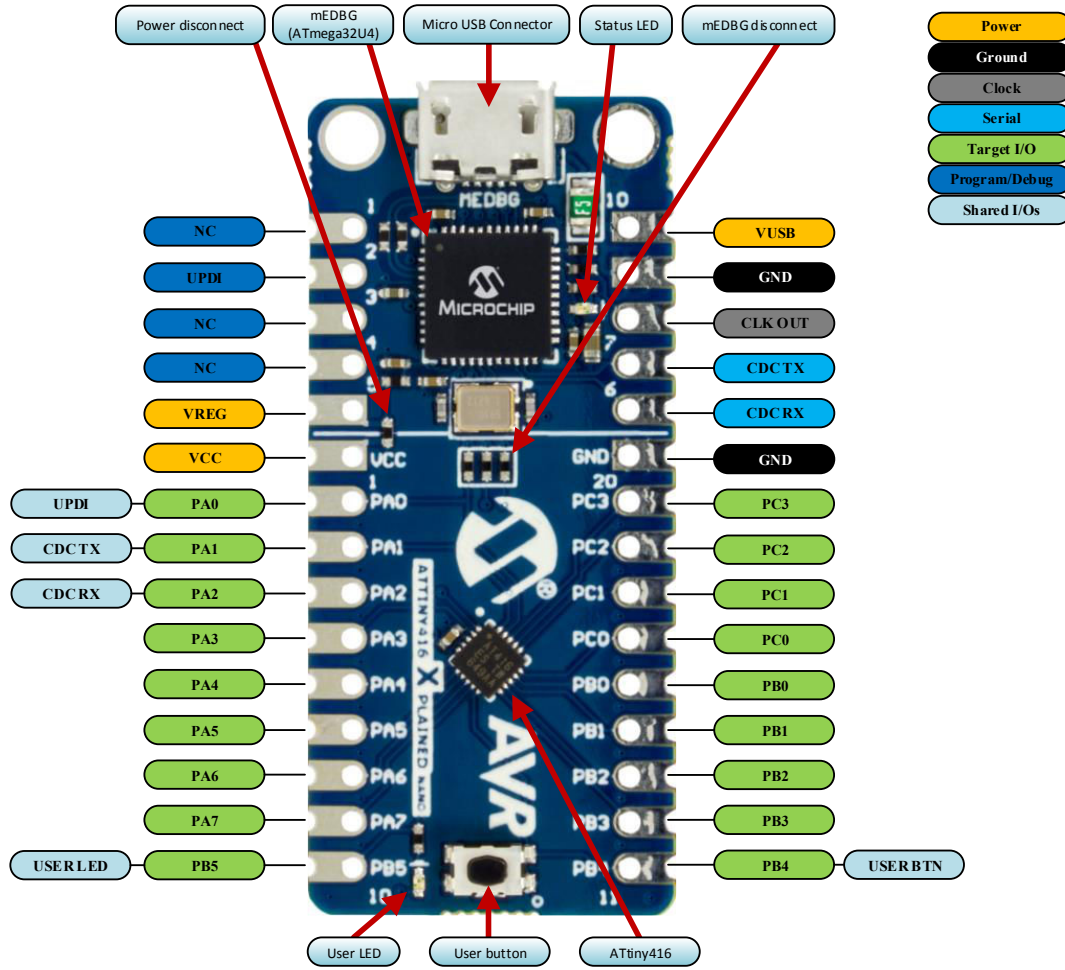 Power disconnect
mEDBG
(ATmega32U4)
Micro USB Connector
Status LED
mEDBG disconnect
Power
Ground
Clock
Serial
Target I/O
Program/Debug
Shared I/Os
MEDBG
1
10
F5
NC
VUSB
2
UPDI
GND
3
MICROCHIP
NC
CLK OUT
4
7
NC
CDC TX
6
VREG
CDC RX
VCC
VCC
GND
GND
1
20
UPDI
PA0
PA0
PC3
PC3
CDC TX
PA1
PA1
PC2
PC2
CDC RX
PA2
PA2
PC1
PC1
PA3
PA3
PC0
PC0
PA4
PA4
PB0
PB0
PA5
PA5
PB1
PB1
PA6
PA6
PB2
PB2
PA7
PA7
PB3
PB3
USER LED
PB5
PB5
PB4
USER BTN
10
11
ATTINY416 XPLAINED NANO
AVR
®
User LED
User button
ATtiny416